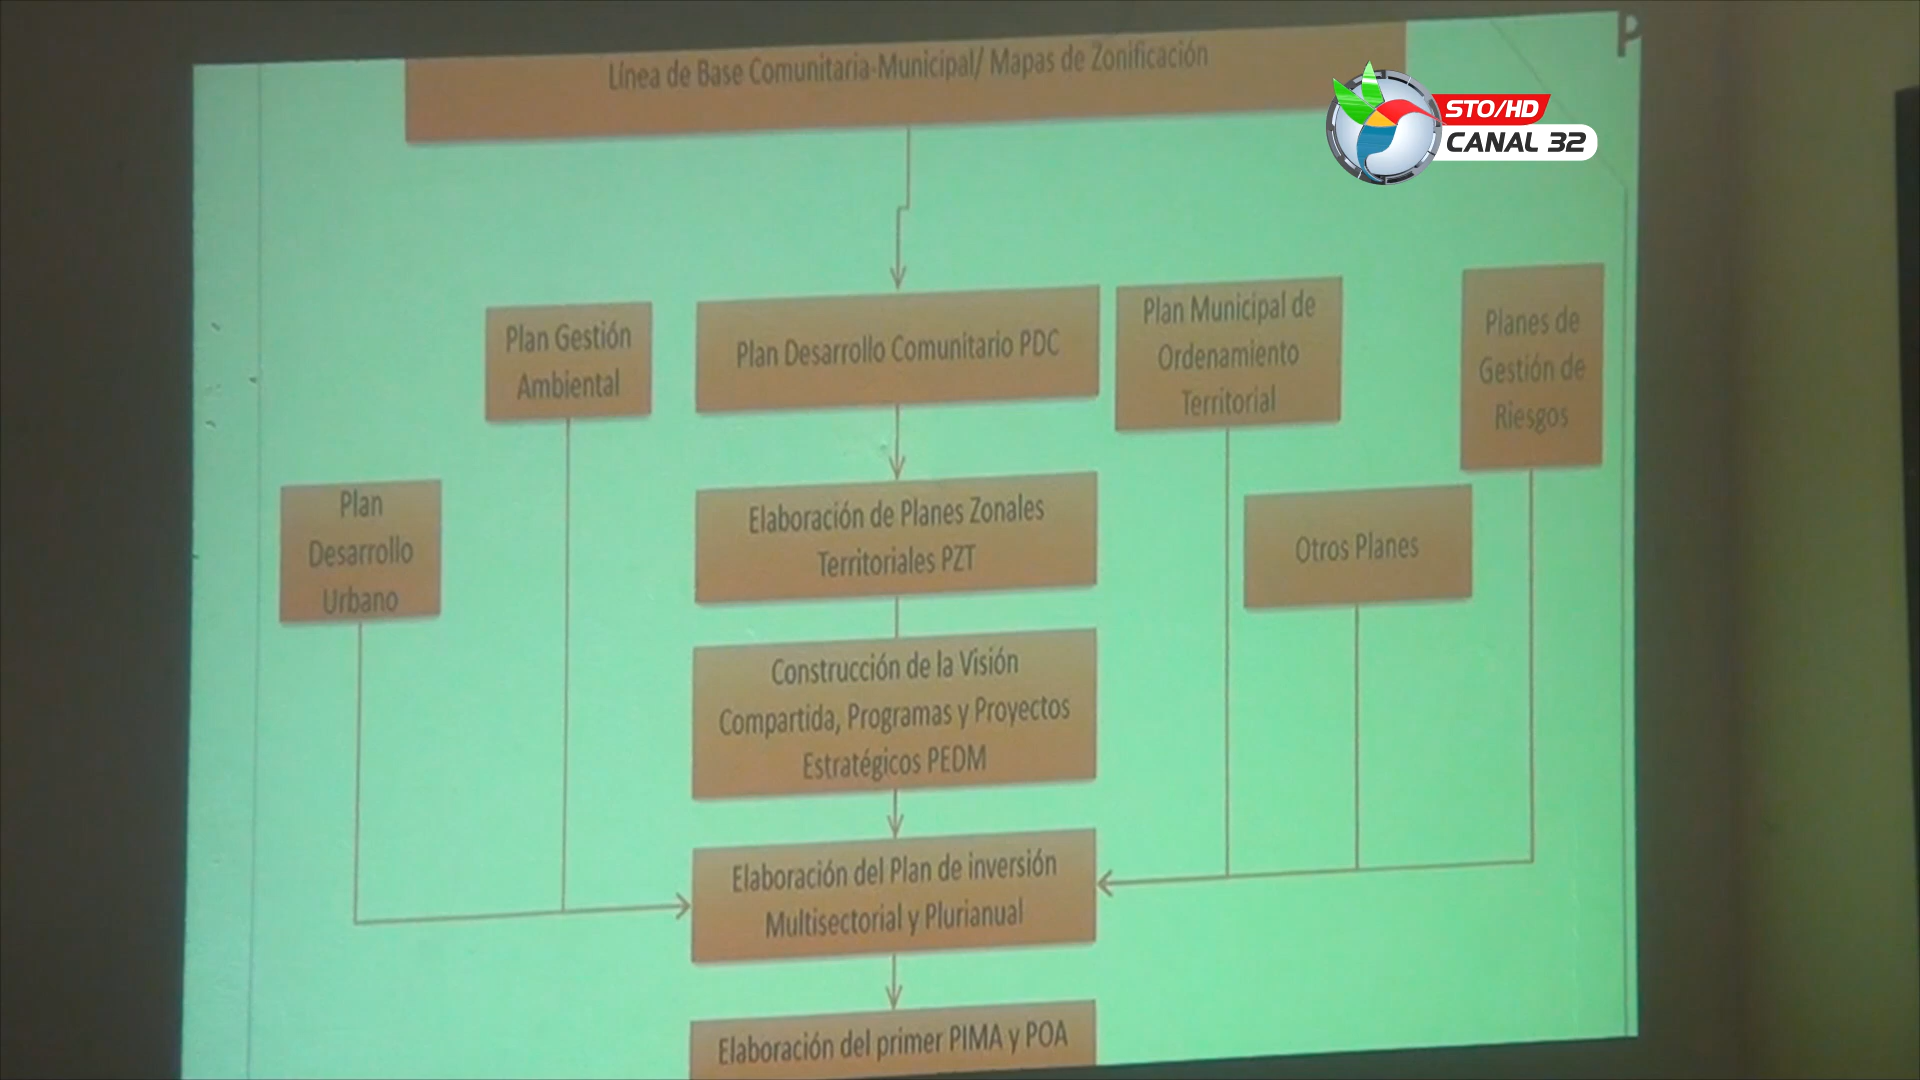 P
Línea de Base Comunitaria-Municipal/ Mapas de Zonificación
STO/HD
CANAL 32
Plan Gestión
Ambiental
Plan Desarrollo Comunitario PDC
Plan Municipal de
Ordenamiento
Territorial
Planes de
Gestión de
Riesgos
Plan
Desarrollo
Urbano
Elaboración de Planes Zonales
Territoriales PZT
Otros Planes
Construcción de la Visión
Compartida, Programas y Proyectos
Estratégicos PEDM
Elaboración del Plan de inversión
Multisectorial y Plurianual
Elaboración del primer PIMA y POA